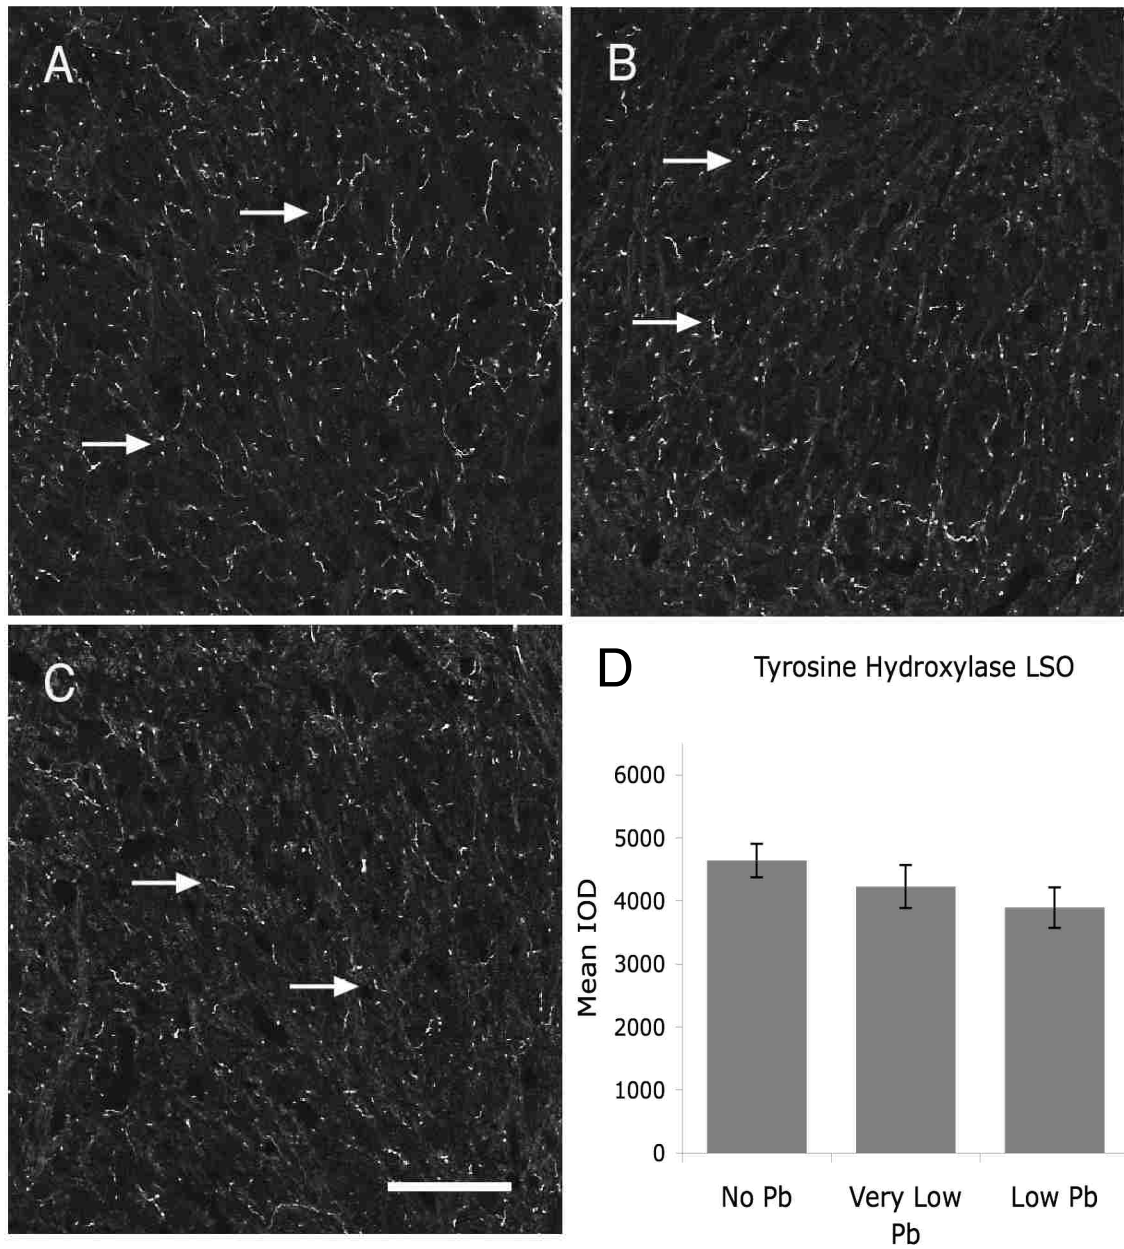 A
B
C
D
Tyrosine Hydroxylase LSO
Mean IOD
6000
5000
4000
3000
2000
1000
0
No Pb
Very Low
Pb
Low Pb